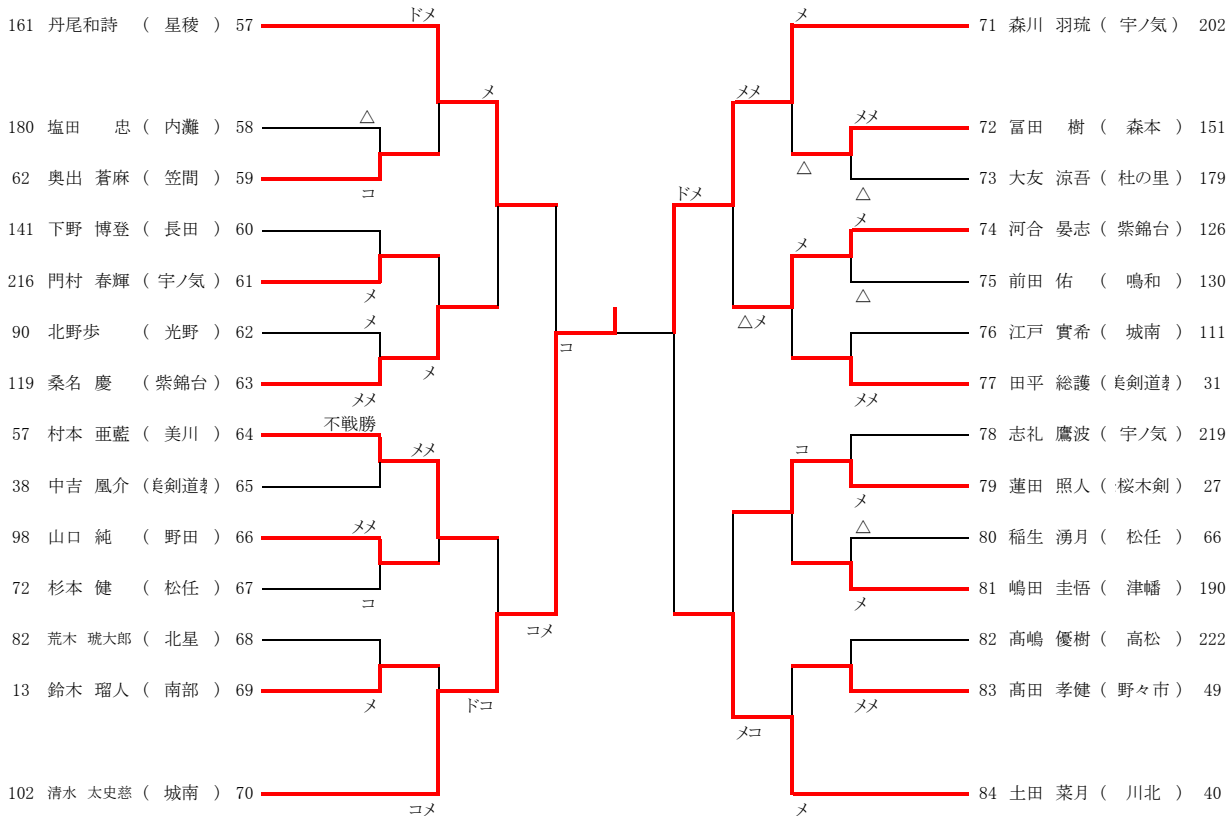 ドメ
メ
161 丹尾和詩 ( 星稜 ) 57
71 森川 羽琉 ( 宇ノ気 ) 202
メ
メメ
180 塩田 忠 ( 内灘 ) 58
△
メメ
72 冨田 樹 ( 森本 ) 151
62 奥出 蒼麻 ( 笠間 ) 59
コ
△
73 大友 涼吾 ( 杜の里 ) 179
△
ドメ
141 下野 博登 ( 長田 ) 60
メ
74 河合 晏志 ( 紫錦台 ) 126
メ
216 門村 春輝 ( 宇ノ気 ) 61
メ
75 前田 佑 ( 鳴和 ) 130
△
90 北野歩 ( 光野 ) 62
メ
△メ
76 江戸 實希 ( 城南 ) 111
コ
119 桑名 慶 ( 紫錦台 ) 63
メメ
メ
77 田平 総護 ( 剣道 31
メメ
57 村本 亜藍 ( 美川 ) 64
不戦勝
メメ
78 志礼 鷹波 ( 宇ノ気 ) 219
コ
38 中吉 凰介 ( 剣道 65
79 蓮田 照人 ( 桜木剣 ) 27
メ
98 山口 純 ( 野田 ) 66
メメ
80 稲生 湧月 ( 松任 ) 66
△
72 杉本 健 ( 松任 ) 67
コ
81 嶋田 圭悟 ( 津幡 ) 190
メ
82 荒木 琥大郎 ( 北星 ) 68
コメ
82 髙嶋 優樹 ( 高松 ) 222
13 鈴木 瑠人 ( 南部 ) 69
メ
ドコ
83 髙田 孝健 ( 野々市 ) 49
メメ
メコ
102 清水 太史慈 ( 城南 ) 70
コメ
84 土田 菜月 ( 川北 ) 40
メ